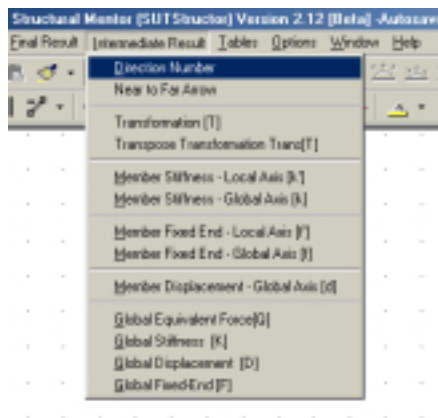 Structural Mentor (SUTStructor) Version 2.12 [Beta] -Autosave
Final Result Intermediate Result Tables Options Window Help
Direction Number
Near to Far Arrow
Transformation [T]
Transpose Transformation Trans[T]
Member Stiffness - Local Axis [k']
Member Stiffness - Global Axis [k]
Member Fixed End - Local Axis [f']
Member Fixed End - Global Axis [f]
Member Displacement - Global Axis [d]
Global Equivalent Force[Q]
Global Stiffness [K]
Global Displacement [D]
Global Fixed-End [F]